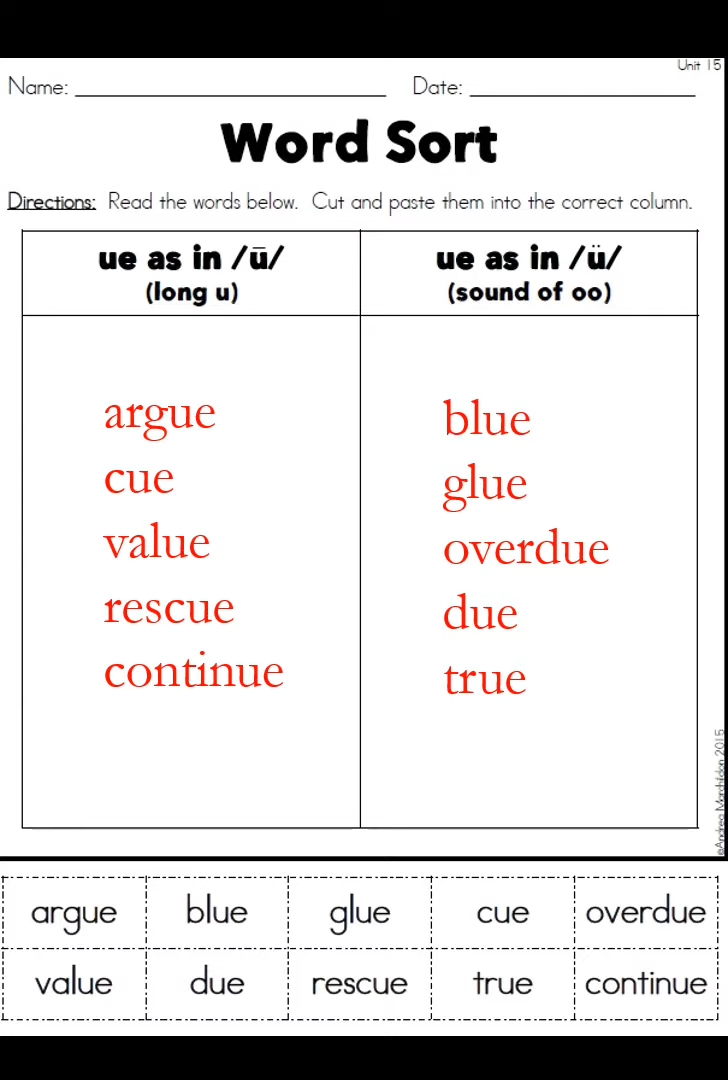 Unit 15
Name: Date:
Word Sort
Directions: Read the words below. Cut and paste them into the correct column.
ue as in /ū/
(long u)
ue as in /ü/
(sound of oo)
argue
cue
value
rescue
continue
blue
glue
overdue
due
true
©Andrea Marchildon 2015
argue blue glue cue overdue
value due rescue true continue